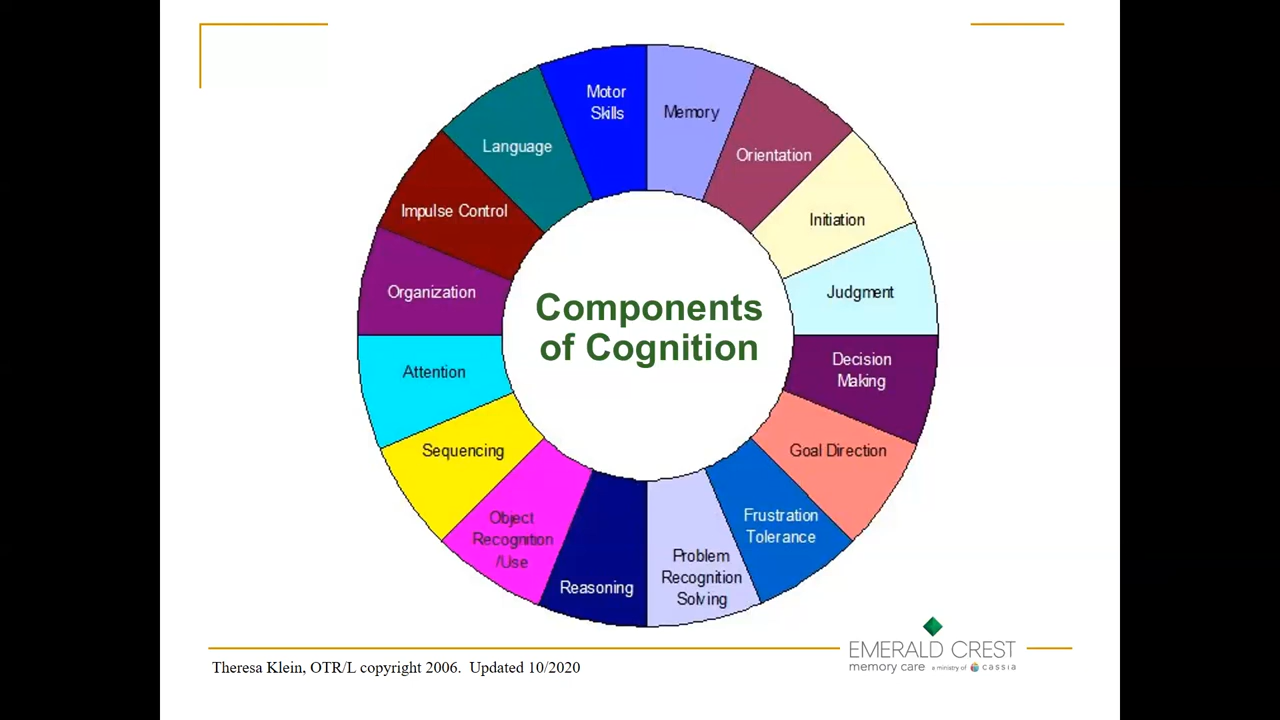 Components
of Cognition
Memory
Orientation
Initiation
Judgment
Decision
Making
Goal Direction
Frustration
Tolerance
Problem
Recognition
Solving
Reasoning
Object
Recognition
/Use
Sequencing
Attention
Organization
Impulse Control
Language
Motor
Skills
Theresa Klein, OTR/L copyright 2006.  Updated 10/2020
EMERALD CREST
memory care a ministry of cassia